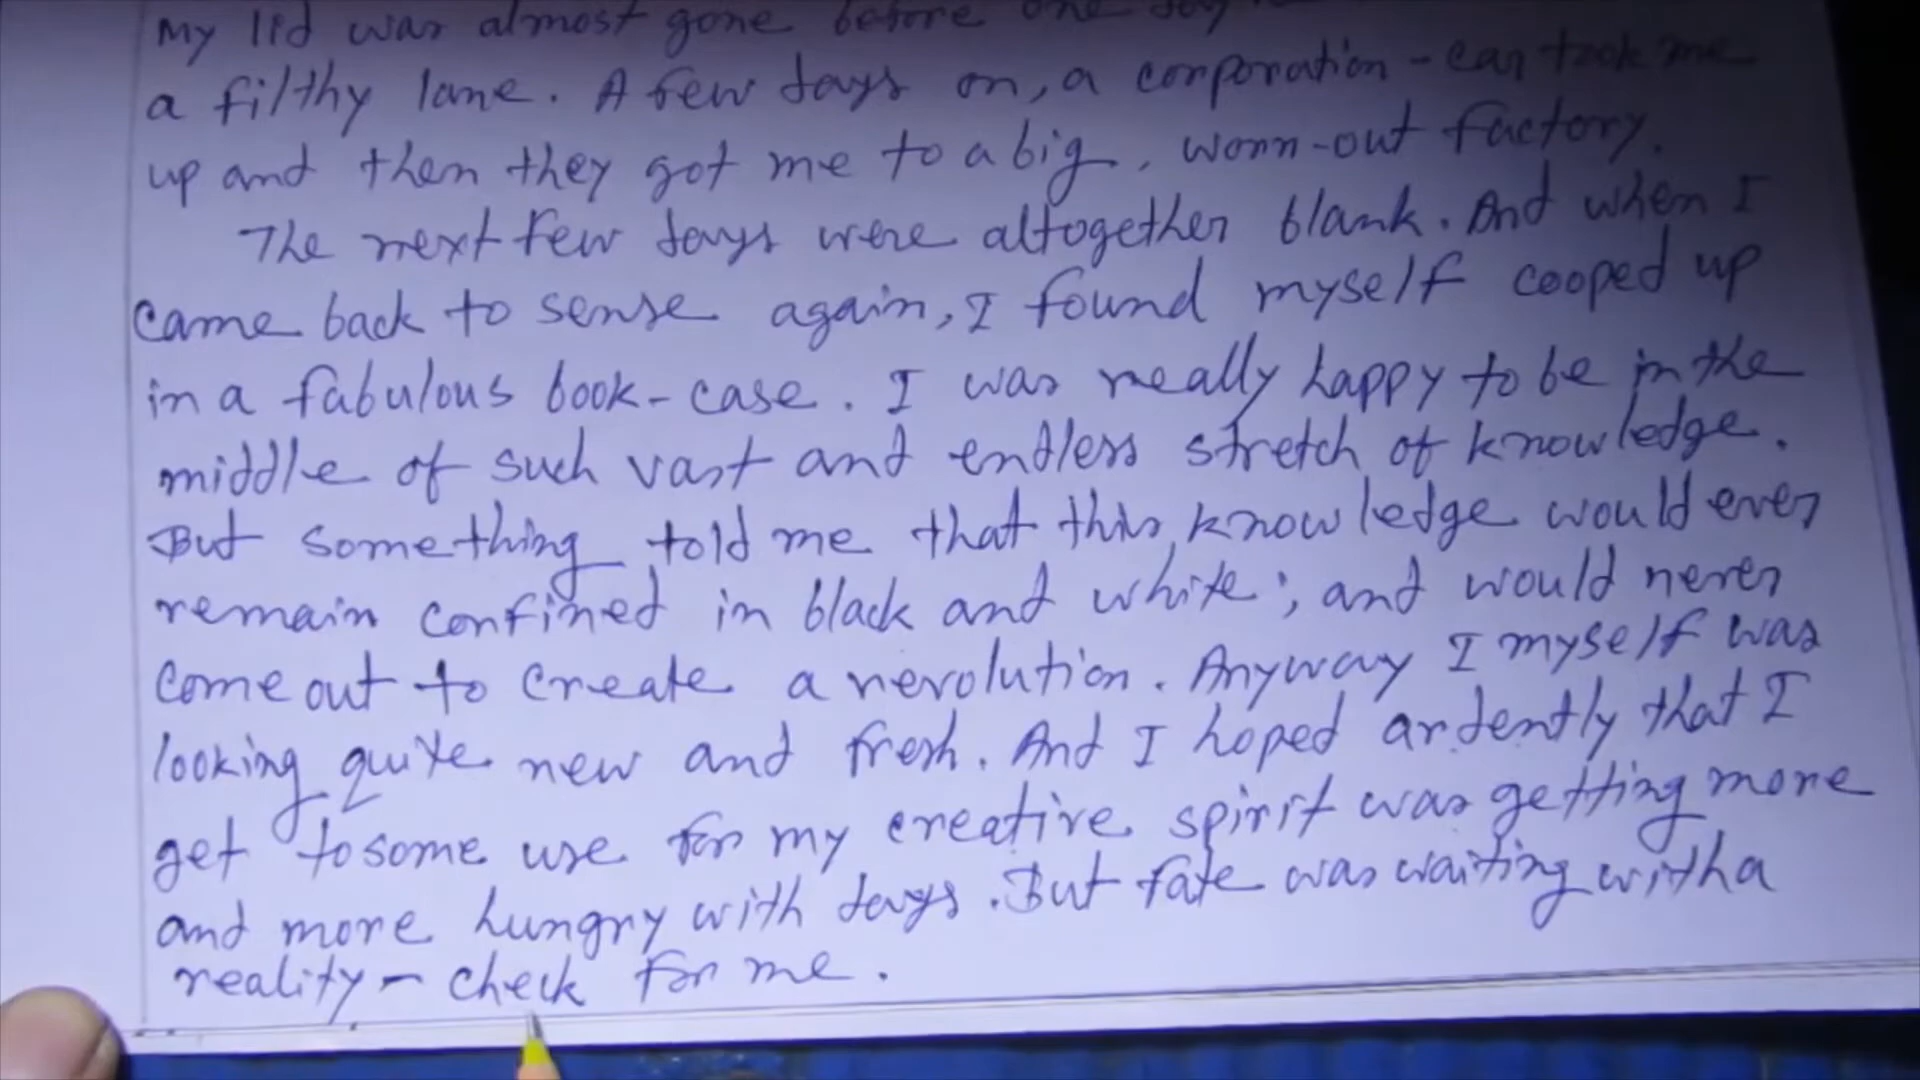 My lid was almost gone before one day
a filthy lane. A few days on, a corporation-car took me
up and then they got me to a big, worn-out factory.
The next few days were altogether blank. And when I
came back to sense again, I found myself cooped up
in a fabulous book-case. I was really happy to be in the
middle of such vast and endless stretch of knowledge.
But something told me that this knowledge would ever
remain confined in black and white; and would never
come out to create a revolution. Anyway I myself was
looking quite new and fresh. And I hoped ardently that I
get to some use for my creative spirit was getting more
and more hungry with days. But fate was waiting with a
reality-check for me.